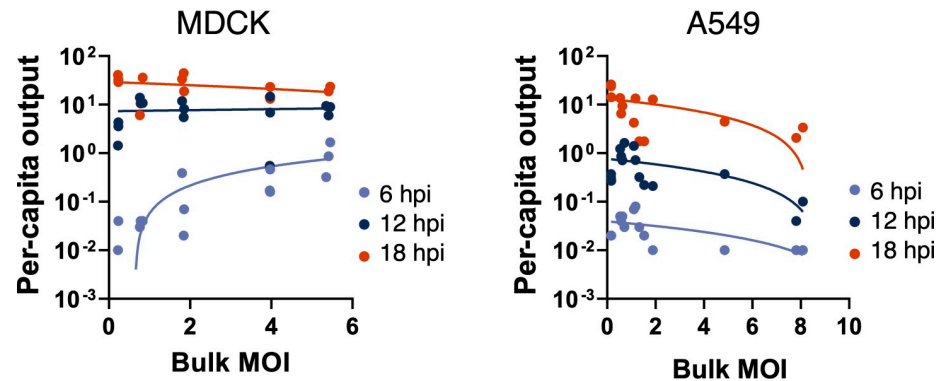 MDCK
Per-capita output
10²
10¹
10⁰
10⁻¹
10⁻²
10⁻³
0
2
4
6
Bulk MOI
6 hpi
12 hpi
18 hpi
A549
Per-capita output
10²
10¹
10⁰
10⁻¹
10⁻²
10⁻³
0
2
4
6
8
10
Bulk MOI
6 hpi
12 hpi
18 hpi